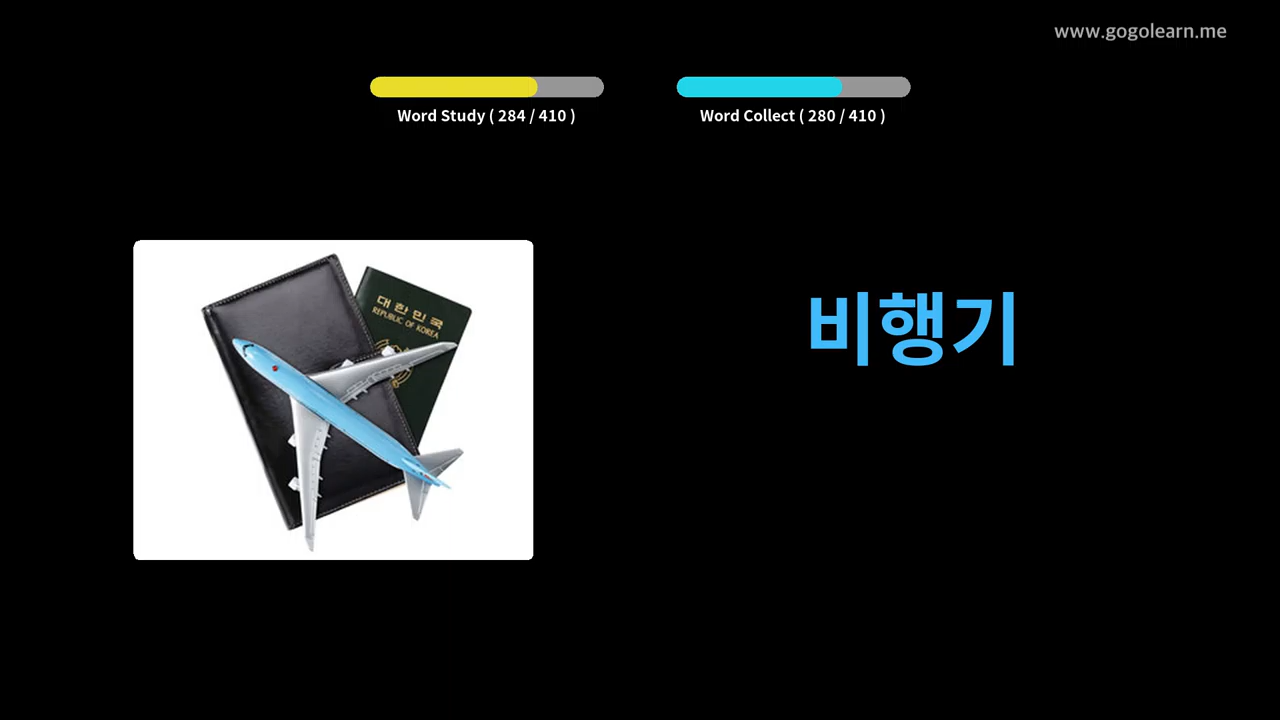 www.gogolearn.me
Word Study ( 284 / 410 )
Word Collect ( 280 / 410 )
대한민국
REPUBLIC OF KOREA
비행기